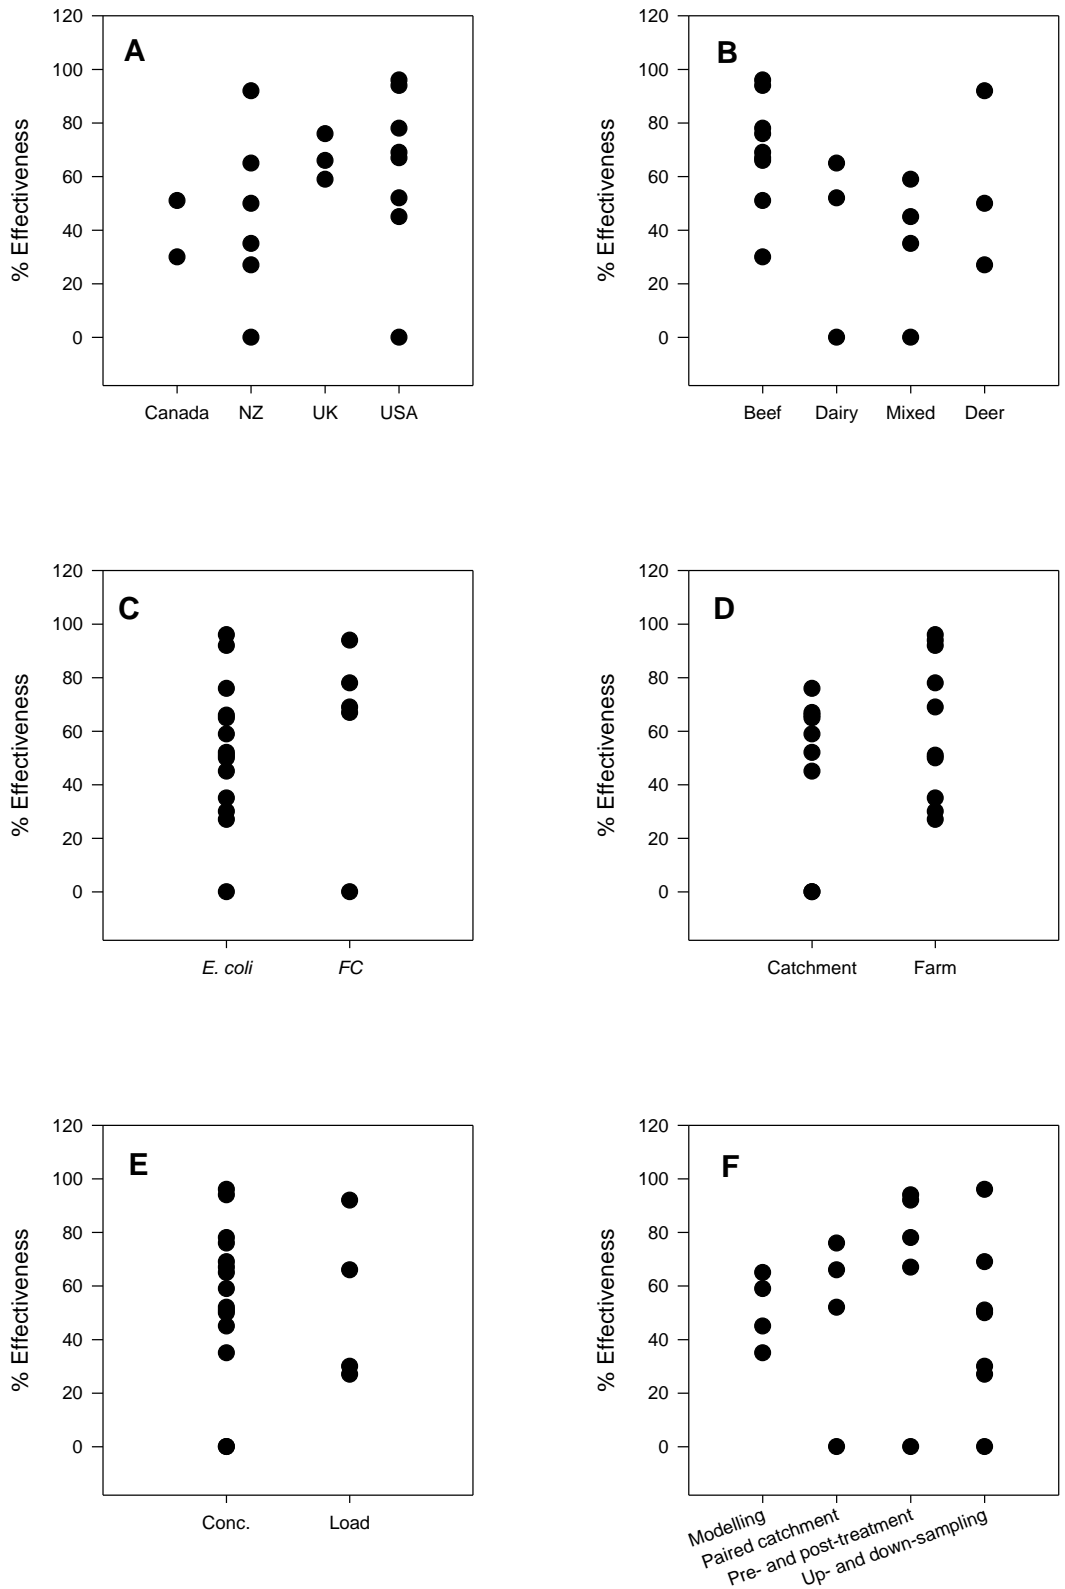 120
100
80
60
40
20
0
% Effectiveness
A
Canada NZ UK USA
120
100
80
60
40
20
0
% Effectiveness
B
Beef Dairy Mixed Deer
120
100
80
60
40
20
0
% Effectiveness
C
E. coli FC
120
100
80
60
40
20
0
% Effectiveness
D
Catchment Farm
120
100
80
60
40
20
0
% Effectiveness
E
Conc. Load
120
100
80
60
40
20
0
% Effectiveness
F
Modelling
Paired catchment
Pre- and post-treatment
Up- and down-sampling